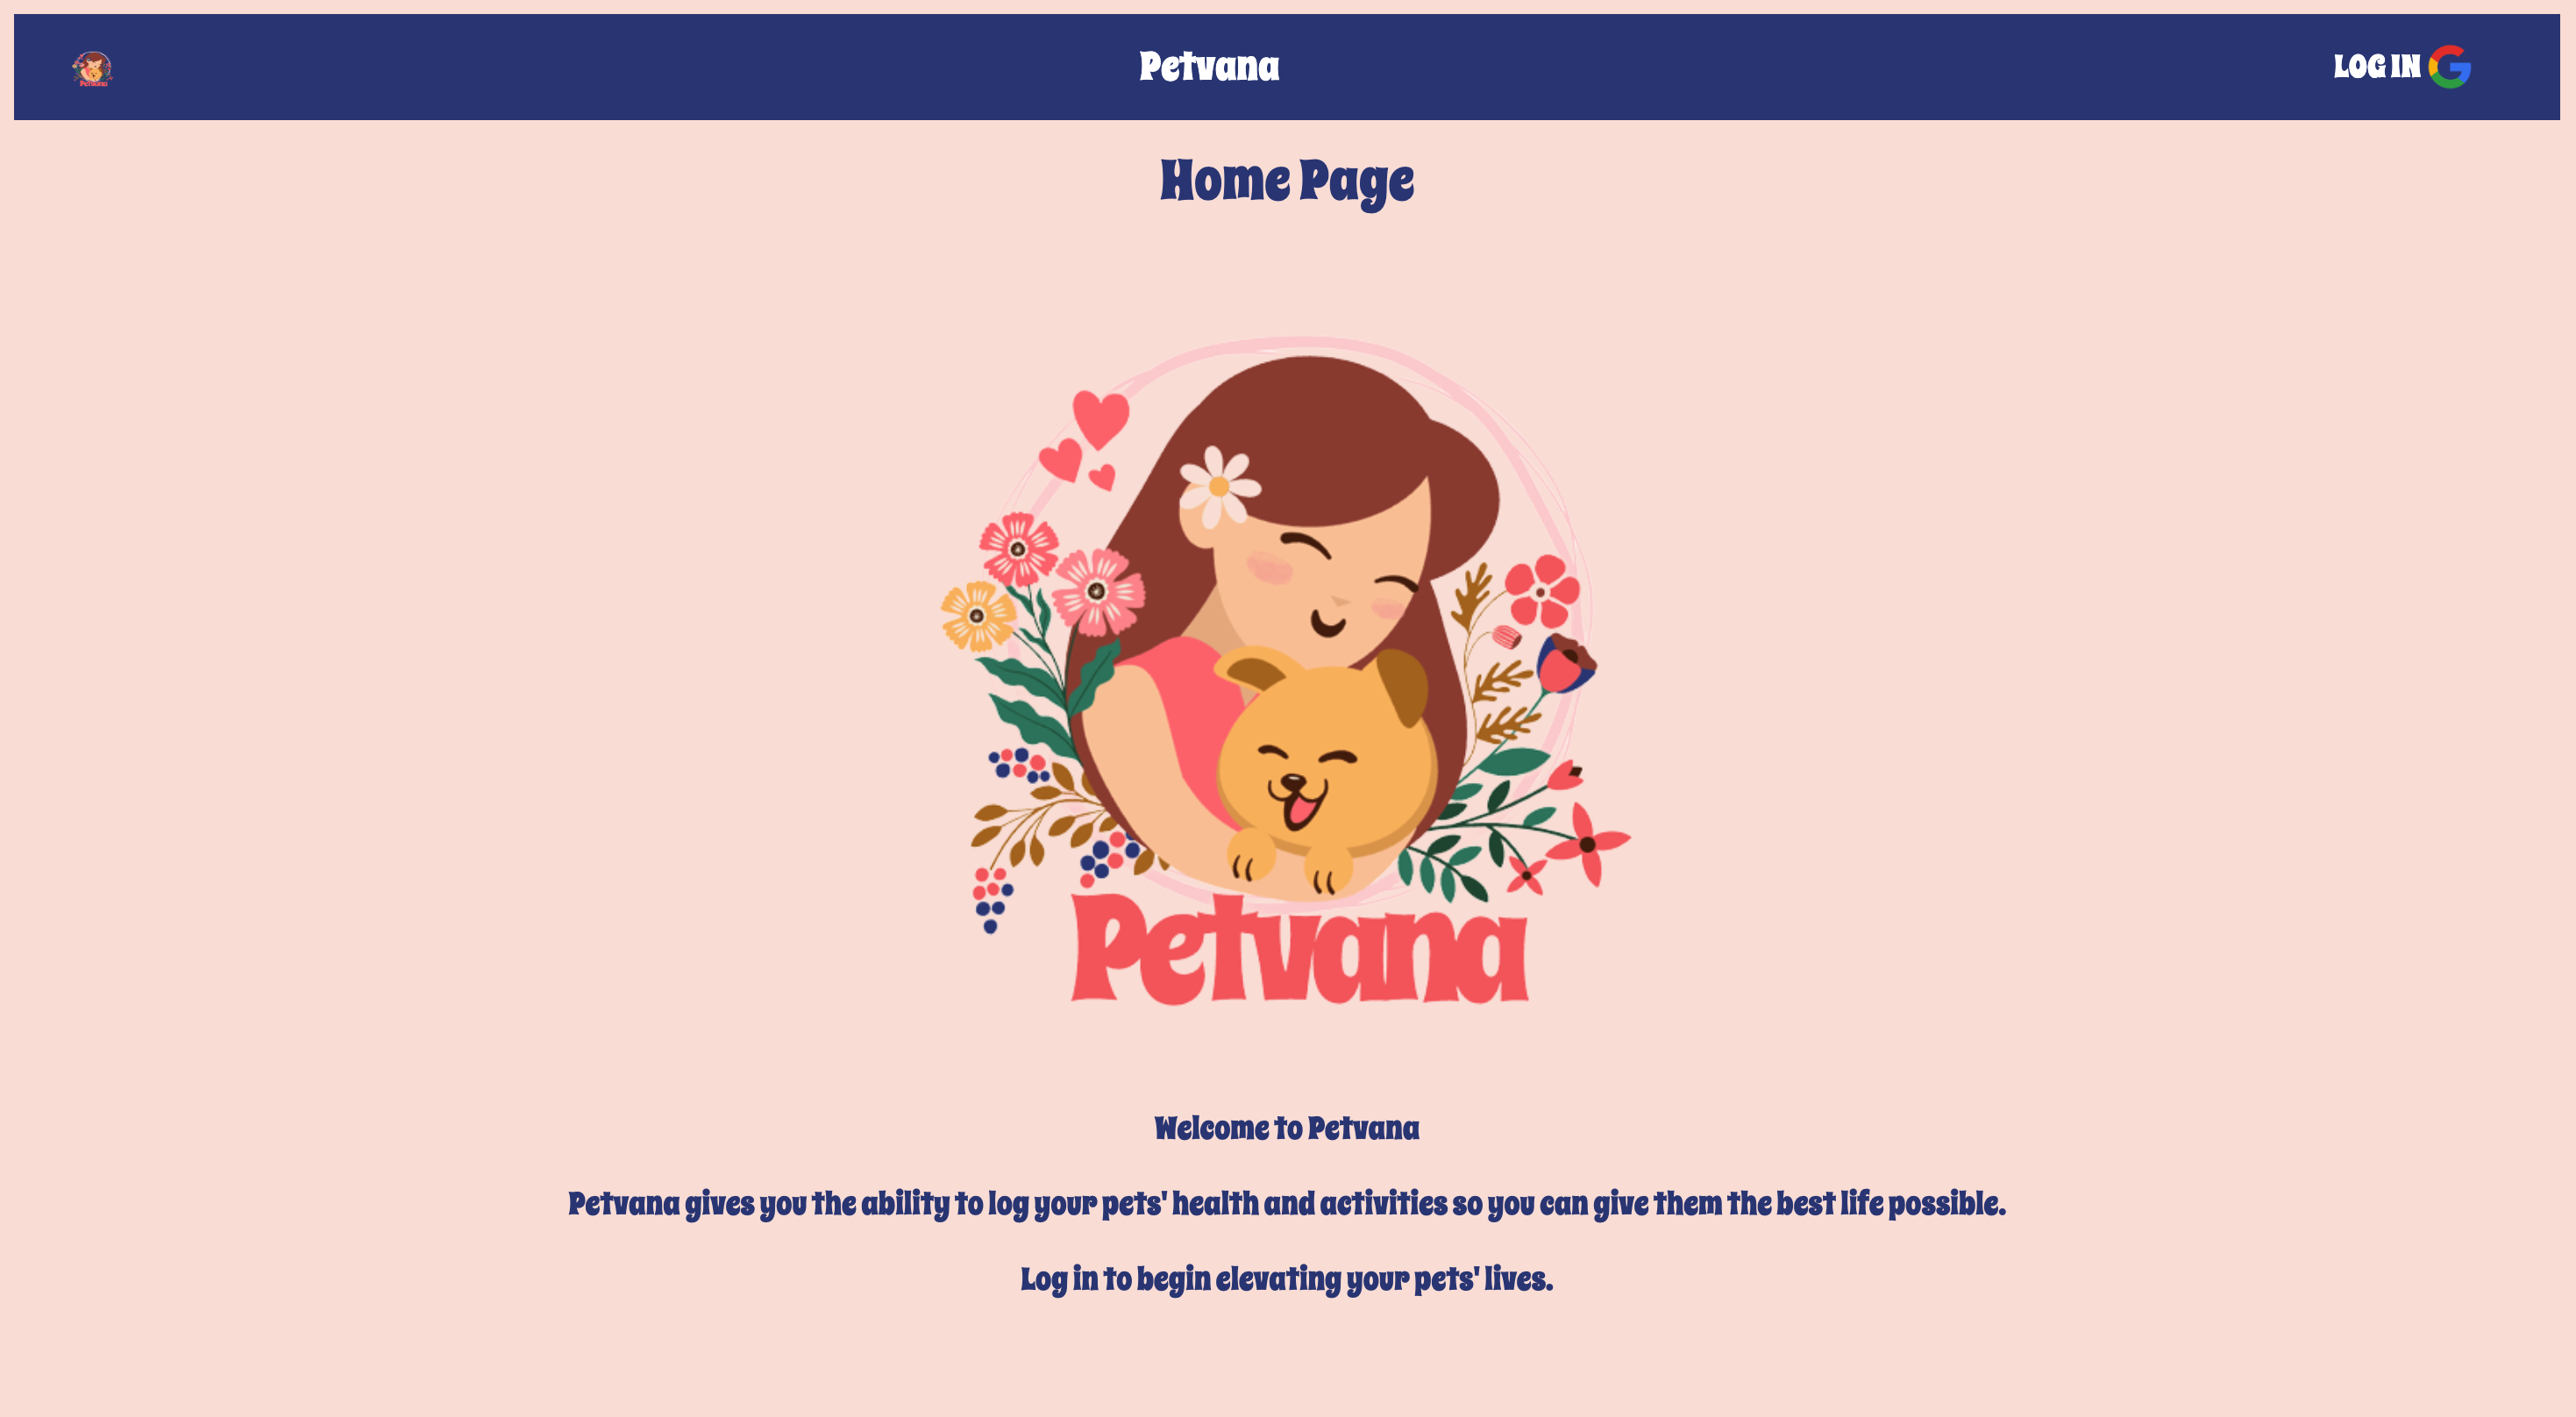 Petvana
LOG IN
Home Page
Petvana
Welcome to Petvana
Petvana gives you the ability to log your pets' health and activities so you can give them the best life possible.
Log in to begin elevating your pets' lives.